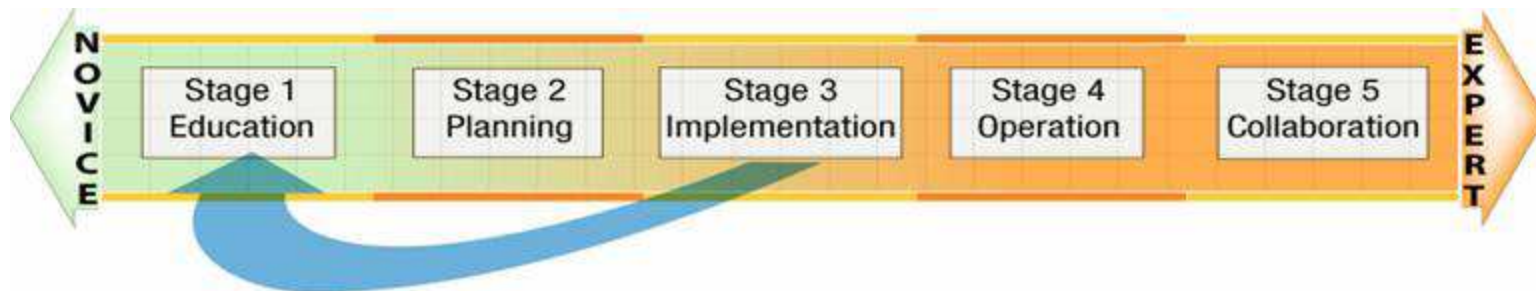 NOVICE
Stage 1
Education
Stage 2
Planning
Stage 3
Implementation
Stage 4
Operation
Stage 5
Collaboration
EXPERT